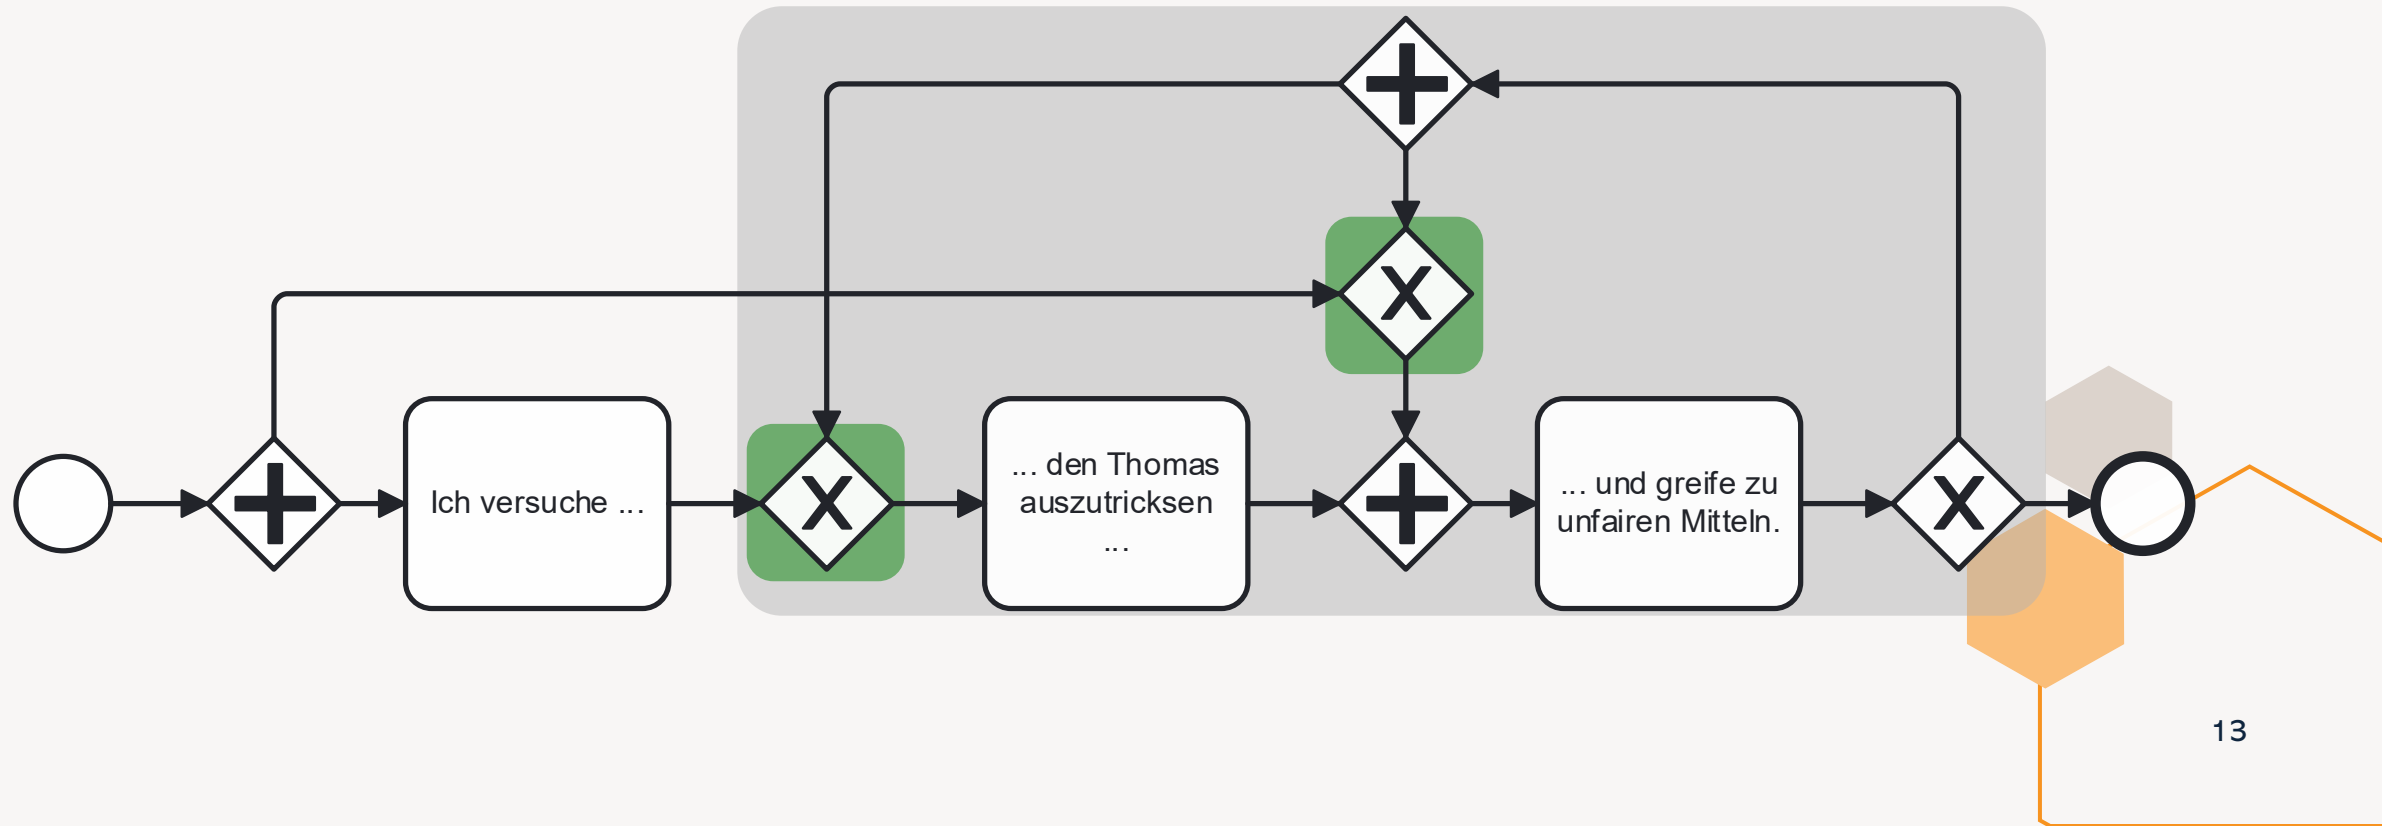 Ich versuche ...
... den Thomas
auszutricksen
...
... und greife zu
unfairen Mitteln.
13